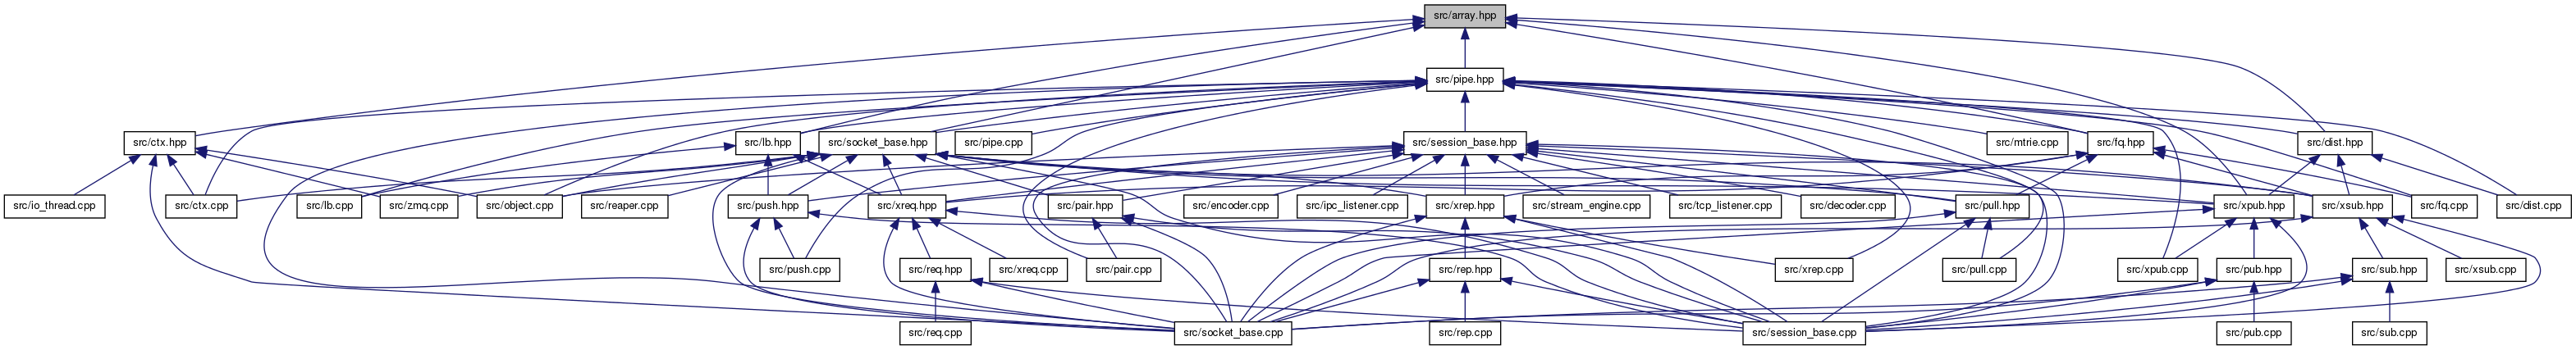 src/array.hpp
src/pipe.hpp
src/ctx.hpp
src/lb.hpp
src/socket_base.hpp
src/pipe.cpp
src/session_base.hpp
src/mtrie.cpp
src/fq.hpp
src/dist.hpp
src/io_thread.cpp
src/ctx.cpp
src/lb.cpp
src/zmq.cpp
src/object.cpp
src/reaper.cpp
src/push.hpp
src/xreq.hpp
src/pair.hpp
src/encoder.cpp
src/ipc_listener.cpp
src/xrep.hpp
src/stream_engine.cpp
src/tcp_listener.cpp
src/decoder.cpp
src/pull.hpp
src/xpub.hpp
src/xsub.hpp
src/fq.cpp
src/dist.cpp
src/push.cpp
src/req.hpp
src/xreq.cpp
src/pair.cpp
src/rep.hpp
src/xrep.cpp
src/pull.cpp
src/xpub.cpp
src/pub.hpp
src/sub.hpp
src/xsub.cpp
src/req.cpp
src/socket_base.cpp
src/rep.cpp
src/session_base.cpp
src/pub.cpp
src/sub.cpp